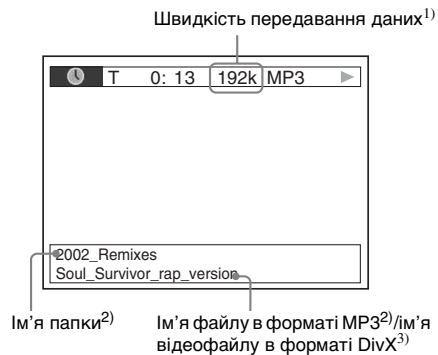 Швидкість передавання даних1)
T 0: 13 192k MP3
2002_Remixes
Soul_Survivor_rap_version
Ім’я папки2)
Ім’я файлу в форматі MP32)/ім’я
відеофайлу в форматі DivX3)